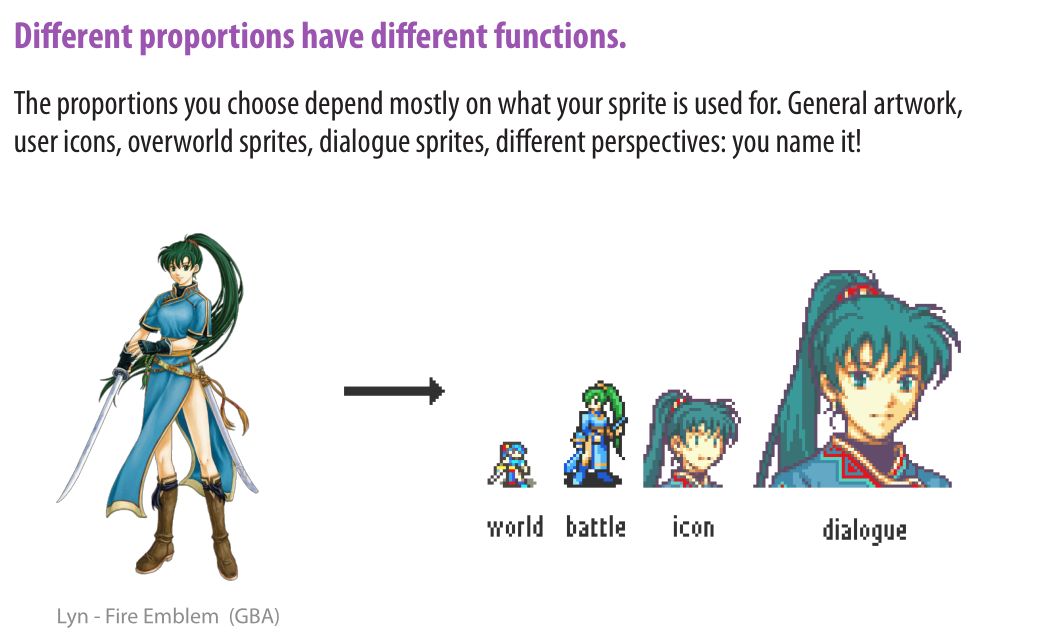 Different proportions have different functions.
The proportions you choose depend mostly on what your sprite is used for. General artwork,
user icons, overworld sprites, dialogue sprites, different perspectives: you name it!
world battle icon dialogue
Lyn - Fire Emblem (GBA)